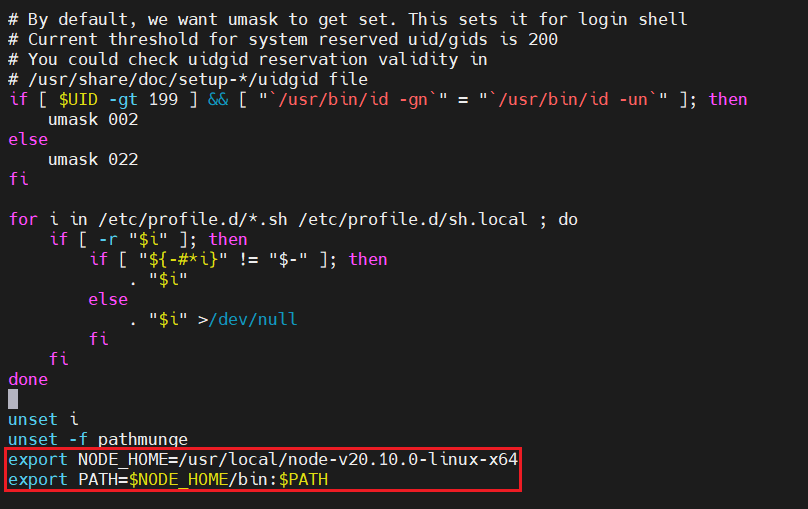 # By default, we want umask to get set. This sets it for login shell
# Current threshold for system reserved uid/gids is 200
# You could check uidgid reservation validity in
# /usr/share/doc/setup-*/uidgid file
if [ $UID -gt 199 ] && [ "`/usr/bin/id -gn`" = "`/usr/bin/id -un`" ]; then
    umask 002
else
    umask 022
fi

for i in /etc/profile.d/*.sh /etc/profile.d/sh.local ; do
    if [ -r "$i" ]; then
        if [ "${-#*i}" != "$-" ]; then
            . "$i"
        else
            . "$i" >/dev/null
        fi
    fi
done

unset i
unset -f pathmunge
export NODE_HOME=/usr/local/node-v20.10.0-linux-x64
export PATH=$NODE_HOME/bin:$PATH